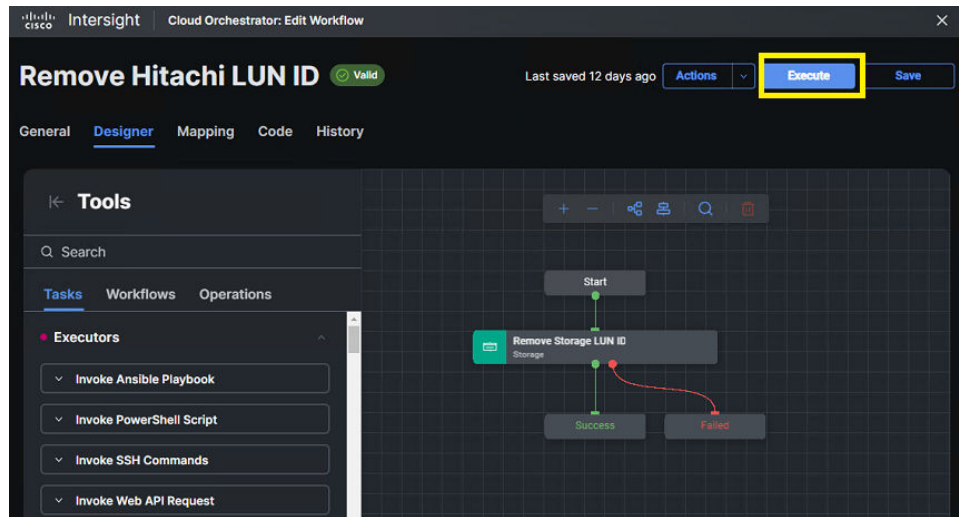 cisco Intersight Cloud Orchestrator: Edit Workflow
Remove Hitachi LUN ID Valid Last saved 12 days ago Actions Execute Save
General Designer Mapping Code History
Tools
Search
Tasks Workflows Operations
Executors
Invoke Ansible Playbook
Invoke PowerShell Script
Invoke SSH Commands
Invoke Web API Request
Start
Remove Storage LUN ID
Storage
Success Failed